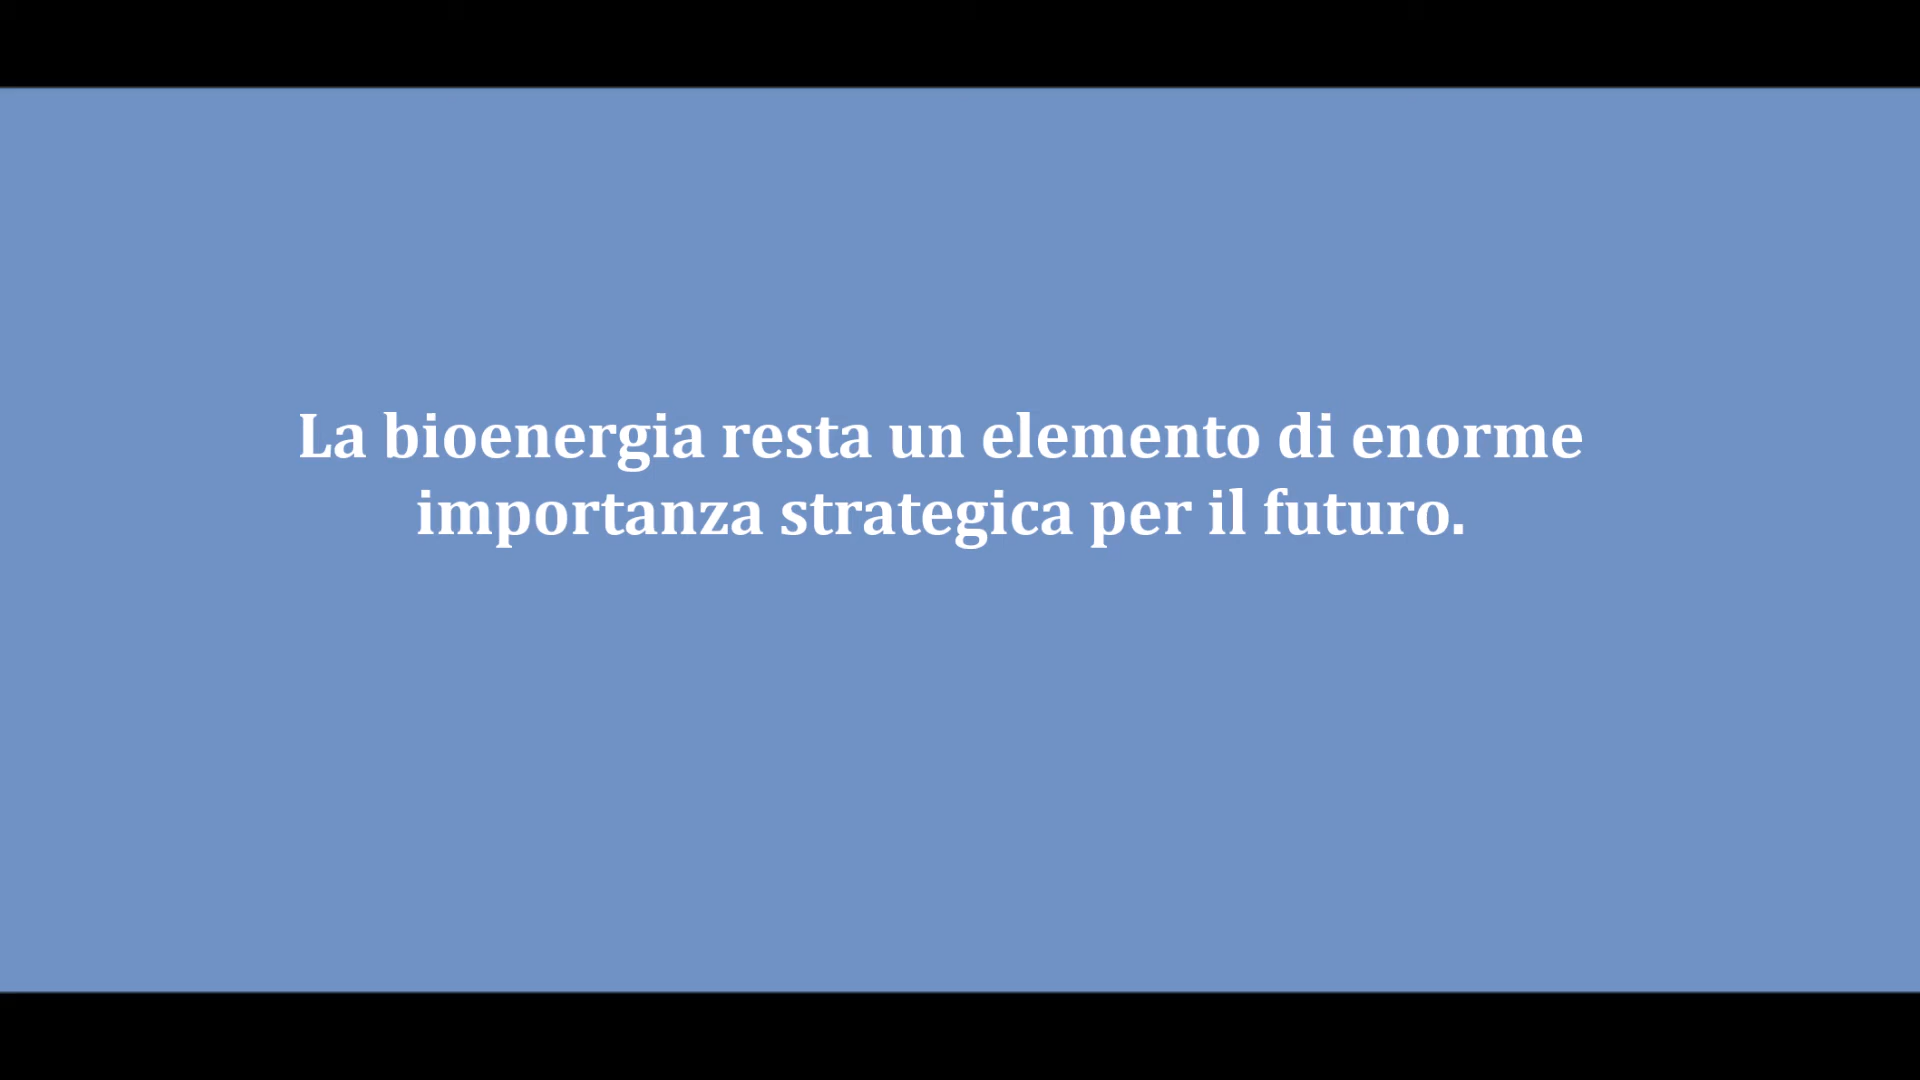 La bioenergia resta un elemento di enorme
importanza strategica per il futuro.